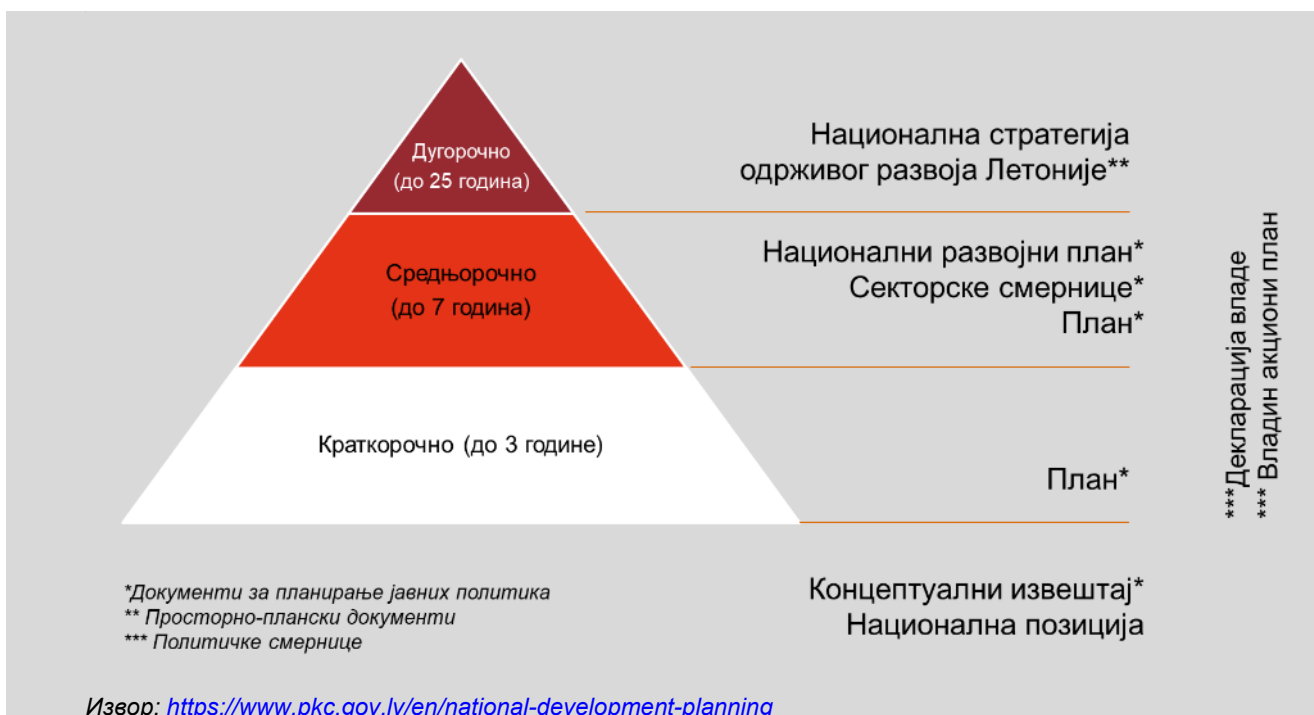 Дугорочно
(до 25 година)
Национална стратегија
одрживог развоја Летоније**
Средњорочно
(до 7 година)
Национални развојни план*
Секторске смернице*
План*
Краткорочно (до 3 године)
План*
***Декларација владе
*** Владин акциони план
*Документи за планирање јавних политика
** Просторно-плански документи
*** Политичке смернице
Концептуални извештај*
Национална позиција
Извор: https://www.pkc.gov.lv/en/national-development-planning